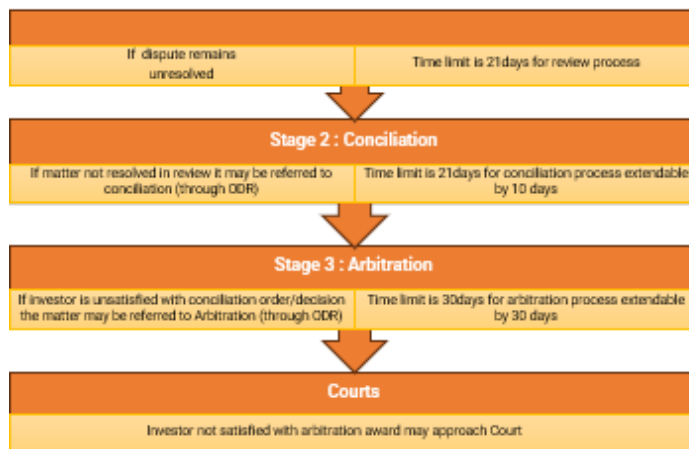 If dispute remains
unresolved
Time limit is 21days for review process
Stage 2 : Conciliation
If matter not resolved in review it may be referred to
conciliation (through ODR)
Time limit is 21days for conciliation process extendable
by 10 days
Stage 3 : Arbitration
If investor is unsatisfied with conciliation order/decision
the matter may be referred to Arbitration (through ODR)
Time limit is 30days for arbitration process extendable
by 30 days
Courts
Investor not satisfied with arbitration award may approach Court